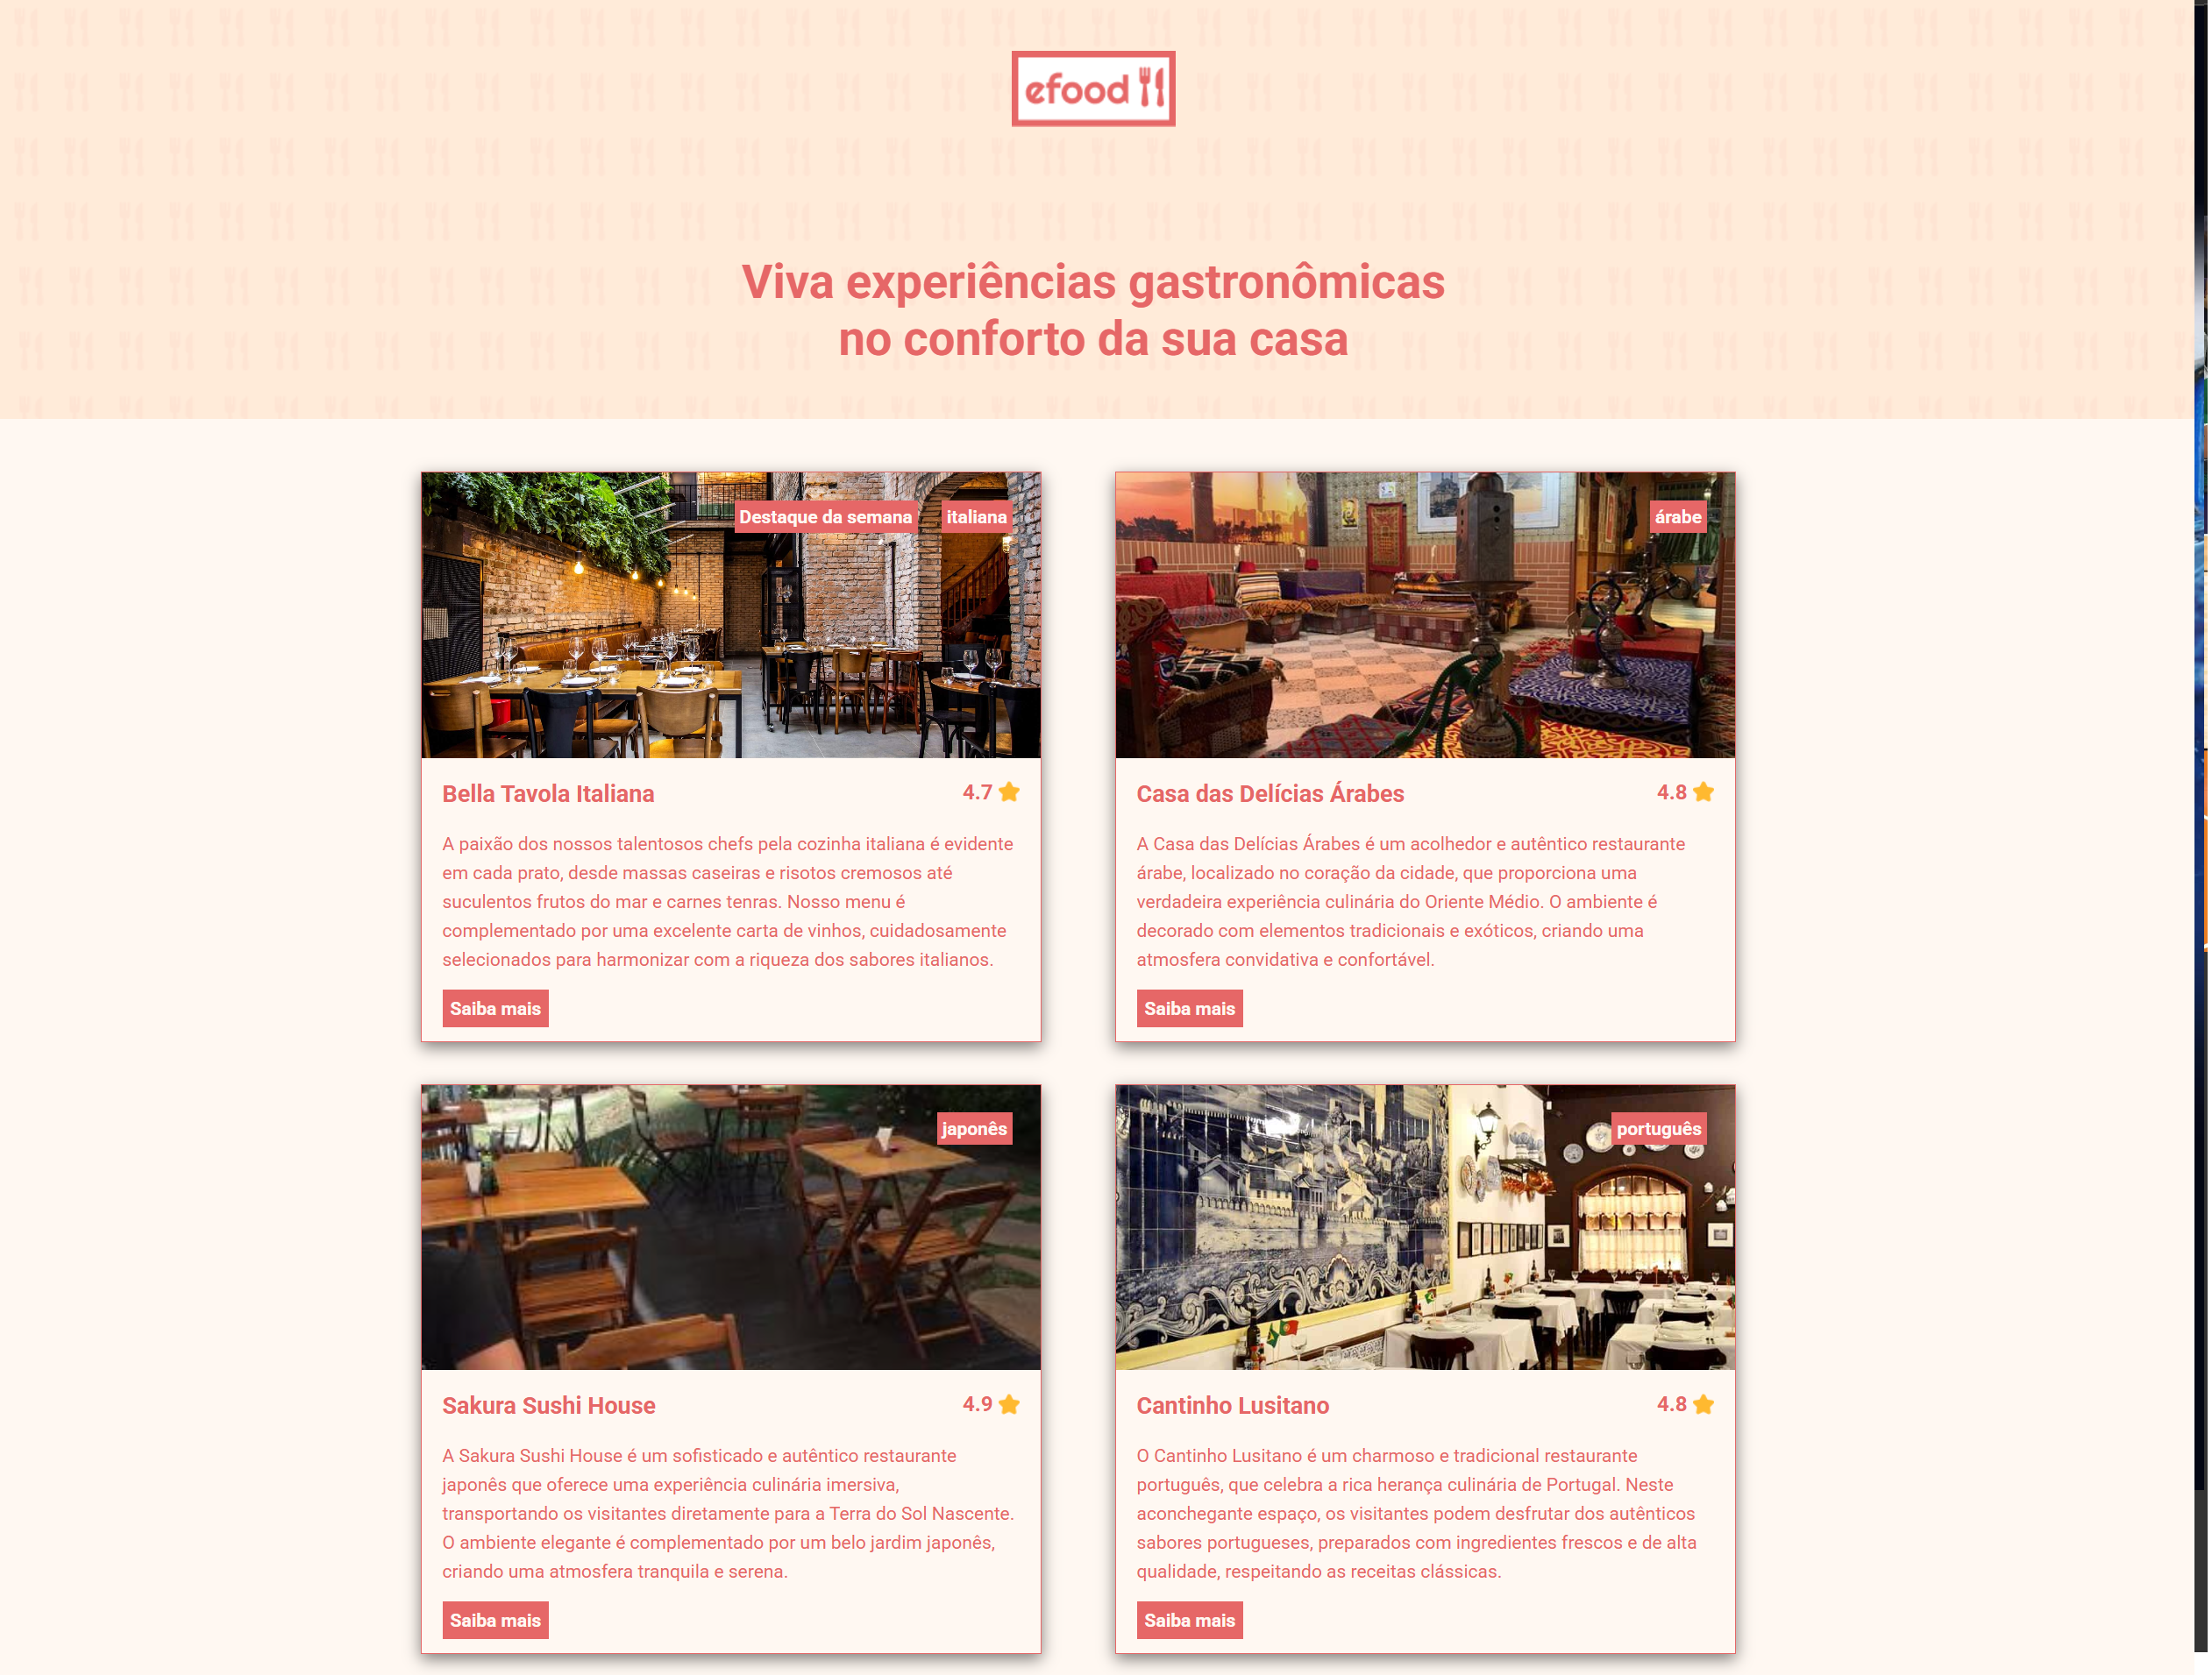 efood
Viva experiências gastronômicas
no conforto da sua casa
Destaque da semana
italiana
Bella Tavola Italiana
4.7
A paixão dos nossos talentosos chefs pela cozinha italiana é evidente
em cada prato, desde massas caseiras e risotos cremosos até
suculentos frutos do mar e carnes tenras. Nosso menu é
complementado por uma excelente carta de vinhos, cuidadosamente
selecionados para harmonizar com a riqueza dos sabores italianos.
Saiba mais
árabe
Casa das Delícias Árabes
4.8
A Casa das Delícias Árabes é um acolhedor e autêntico restaurante
árabe, localizado no coração da cidade, que proporciona uma
verdadeira experiência culinária do Oriente Médio. O ambiente é
decorado com elementos tradicionais e exóticos, criando uma
atmosfera convidativa e confortável.
Saiba mais
japonês
Sakura Sushi House
4.9
A Sakura Sushi House é um sofisticado e autêntico restaurante
japonês que oferece uma experiência culinária imersiva,
transportando os visitantes diretamente para a Terra do Sol Nascente.
O ambiente elegante é complementado por um belo jardim japonês,
criando uma atmosfera tranquila e serena.
Saiba mais
português
Cantinho Lusitano
4.8
O Cantinho Lusitano é um charmoso e tradicional restaurante
português, que celebra a rica herança culinária de Portugal. Neste
aconchegante espaço, os visitantes podem desfrutar dos autênticos
sabores portugueses, preparados com ingredientes frescos e de alta
qualidade, respeitando as receitas clássicas.
Saiba mais